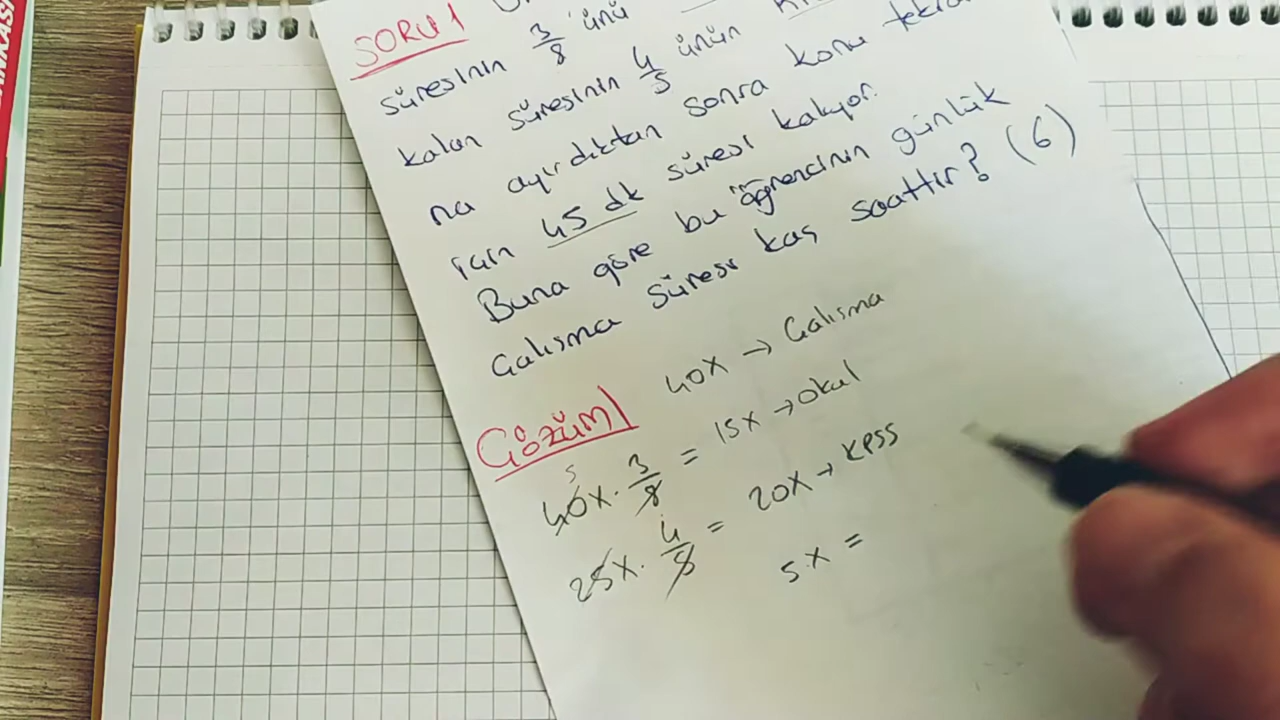 SORU 1
süresinin 3/8 'ünü
kalan süresinin 4/5 ünün
na ayırdıktan sonra konu
için 45 dk süresi kalıyor.
Buna göre bu öğrencinin günlük
Çalışma süresi kaç saattir? (6)
Çözüm
40x → Çalışma
5
40x · 3/8 = 15x → Okul
25x · 4/5 = 20x → KPSS
5x =